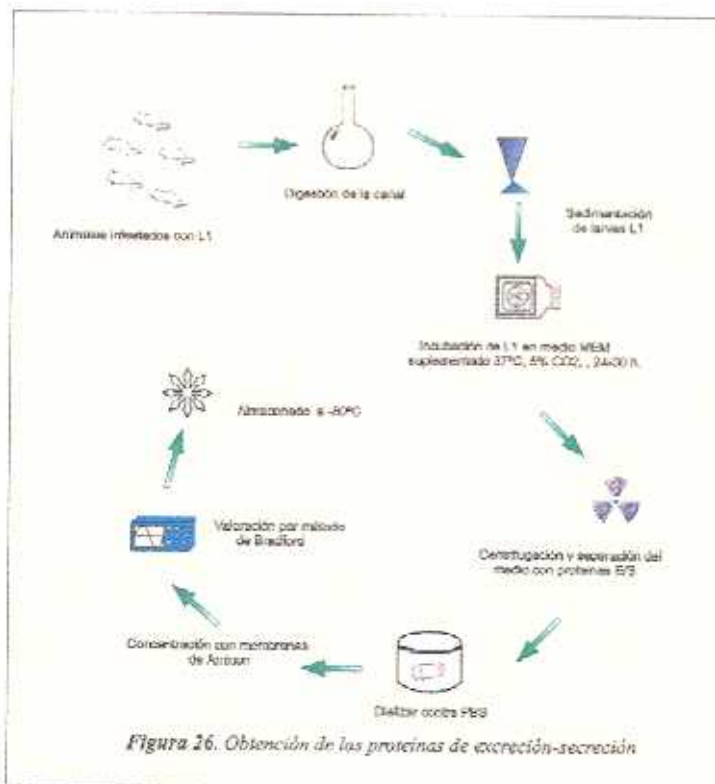 Animales infestados con L1
Digestión de la canal
Sedimentación
de larvas L1
Incubación de L1 en medio MEM
suplementado 37ºC, 5% CO2, , 24-30 h.
Centrifugación y separación del
medio con proteinas E/S
Dializar contra PBS
Concentración con membranas
de Amicon
Valoración por método
de Bradford
Almacenado a -80ºC
Figura 26. Obtención de las proteínas de excreción-secreción